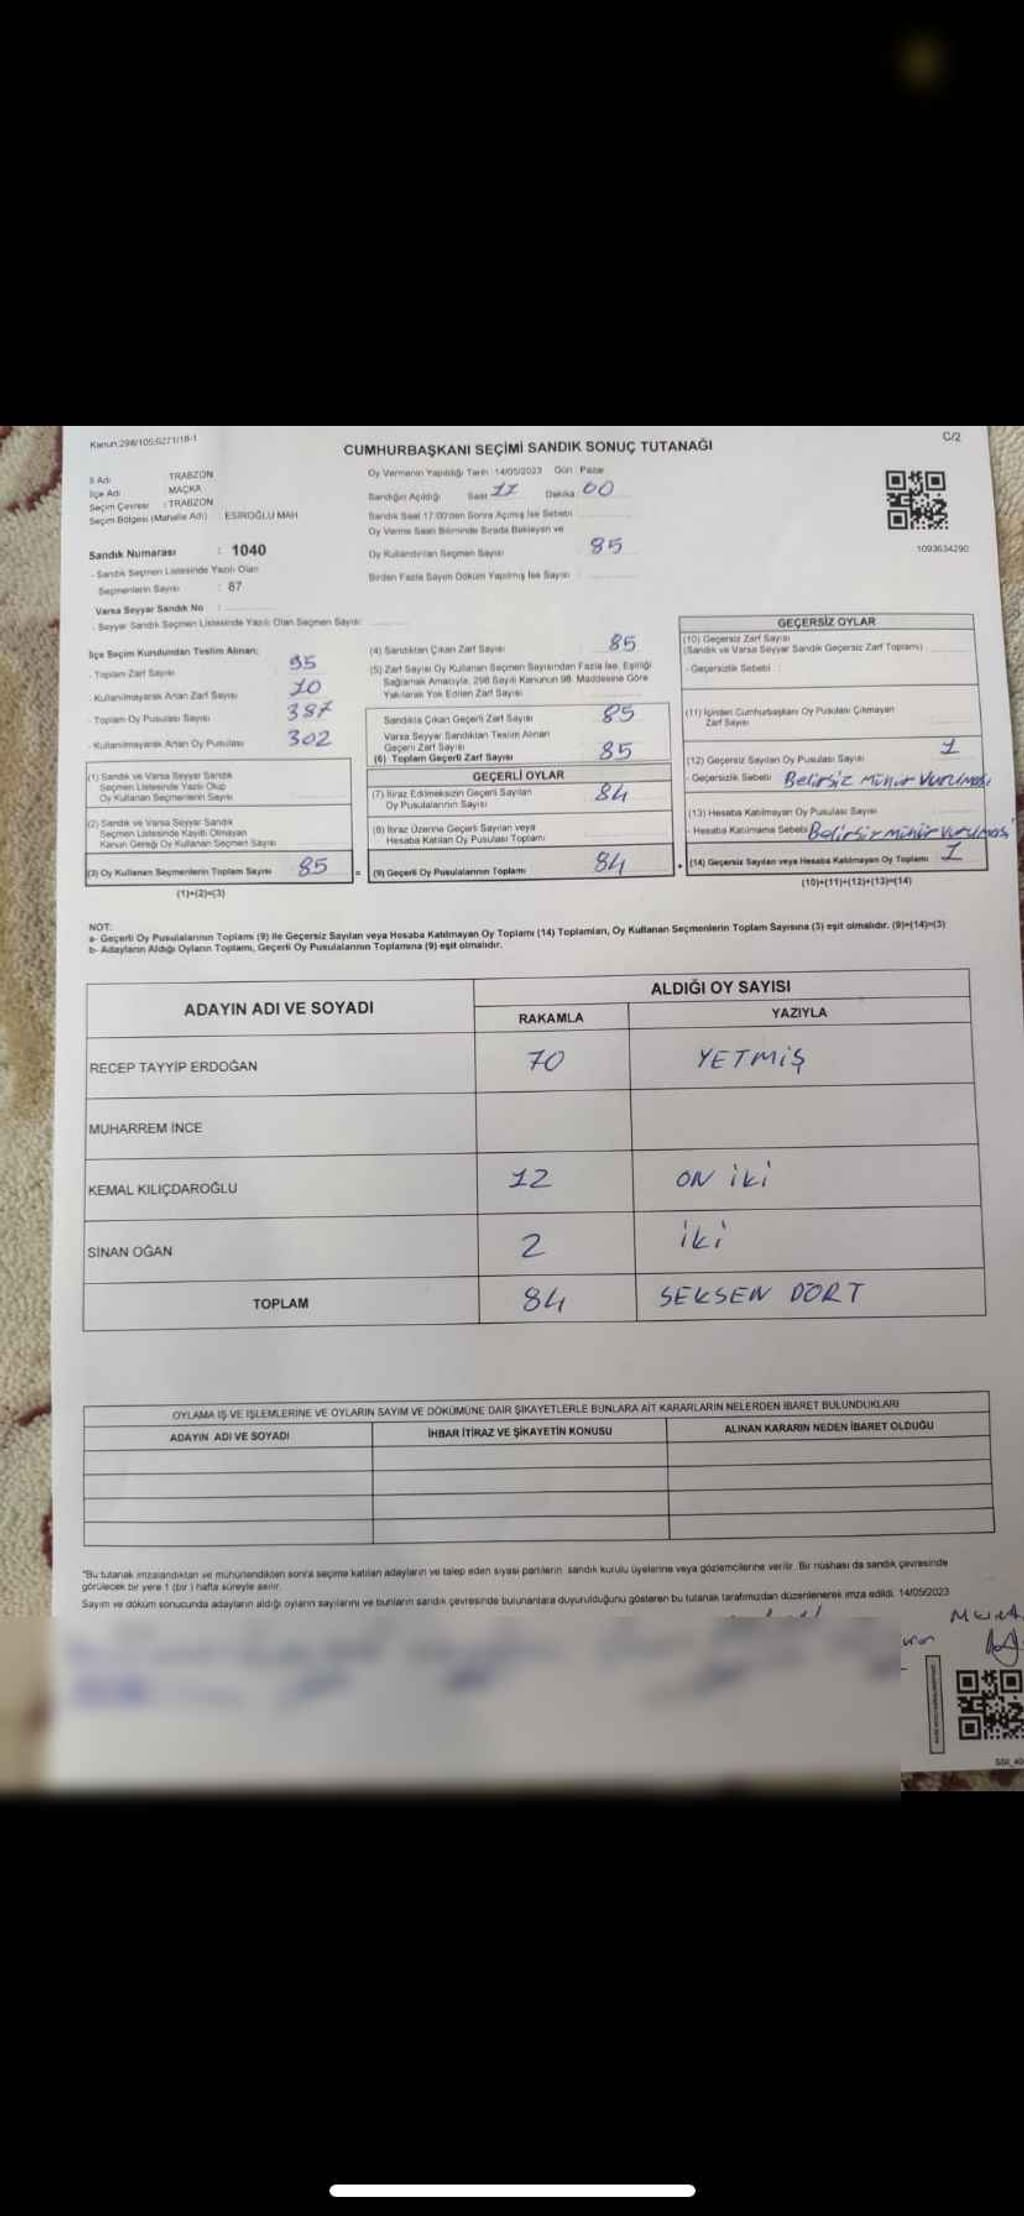 Kanun:298/105;6271/18-1
C/2
CUMHURBAŞKANI SEÇİMİ SANDIK SONUÇ TUTANAĞI
İl Adı TRABZON
İlçe Adı MAÇKA
Seçim Çevresi : TRABZON
Seçim Bölgesi (Mahalle Adı) : ESİROĞLU MAH
Oy Vermenin Yapıldığı Tarih :14/05/2023 Gün : Pazar
Sandığın Açıldığı Saat 17 Dakika 00
Sandık Saat 17:00'den Sonra Açılmış İse Sebebi
Oy Verme Saati Bitiminde Sırada Bekleyen ve
Oy Kullandırılan Seçmen Sayısı 85
Birden Fazla Sayım Döküm Yapılmış İse Sayısı :
1093634290
Sandık Numarası : 1040
- Sandık Seçmen Listesinde Yazılı Olan
Seçmenlerin Sayısı : 87
Varsa Seyyar Sandık No :
- Seyyar Sandık Seçmen Listesinde Yazılı Olan Seçmen Sayısı:
İlçe Seçim Kurulundan Teslim Alınan;
- Toplam Zarf Sayısı 95
- Kullanılmayarak Artan Zarf Sayısı 10
- Toplam Oy Pusulası Sayısı 387
- Kullanılmayarak Artan Oy Pusulası 302
(1) Sandık ve Varsa Seyyar Sandık
Seçmen Listesinde Yazılı Olup
Oy Kullanan Seçmenlerin Sayısı
(2) Sandık ve Varsa Seyyar Sandık
Seçmen Listesinde Kayıtlı Olmayan
Kanun Gereği Oy Kullanan Seçmen Sayısı
(3) Oy Kullanan Seçmenlerin Toplam Sayısı 85
(1)+(2)=(3)
(4) Sandıktan Çıkan Zarf Sayısı 85
(5) Zarf Sayısı Oy Kullanan Seçmen Sayısından Fazla İse, Eşitliği
Sağlamak Amacıyla, 298 Sayılı Kanunun 98. Maddesine Göre
Yakılarak Yok Edilen Zarf Sayısı
Sandıkta Çıkan Geçerli Zarf Sayısı 85
Varsa Seyyar Sandıktan Teslim Alınan
Geçerli Zarf Sayısı
(6) Toplam Geçerli Zarf Sayısı 85
GEÇERLİ OYLAR
(7) İtiraz Edilmeksizin Geçerli Sayılan
Oy Pusulalarının Sayısı 84
(8) İtiraz Üzerine Geçerli Sayılan veya
Hesaba Katılan Oy Pusulası Toplamı
= (9) Geçerli Oy Pusulalarının Toplamı 84
GEÇERSİZ OYLAR
(10) Geçersiz Zarf Sayısı
(Sandık ve Varsa Seyyar Sandık Geçersiz Zarf Toplamı)
- Geçersizlik Sebebi :
(11) İçinden Cumhurbaşkanı Oy Pusulası Çıkmayan
Zarf Sayısı
(12) Geçersiz Sayılan Oy Pusulası Sayısı 1
- Geçersizlik Sebebi Belirsiz Mühür Vurulması
(13) Hesaba Katılmayan Oy Pusulası Sayısı
- Hesaba Katılmama Sebebi Belirsiz mühür vurulması
+ (14) Geçersiz Sayılan veya Hesaba Katılmayan Oy Toplamı 1
(10)+(11)+(12)+(13)=(14)
NOT:
a- Geçerli Oy Pusulalarının Toplamı (9) ile Geçersiz Sayılan veya Hesaba Katılmayan Oy Toplamı (14) Toplamları, Oy Kullanan Seçmenlerin Toplam Sayısına (3) eşit olmalıdır. (9)+(14)=(3)
b- Adayların Aldığı Oyların Toplamı, Geçerli Oy Pusulalarının Toplamına (9) eşit olmalıdır.
ADAYIN ADI VE SOYADI
ALDIĞI OY SAYISI
RAKAMLA YAZIYLA
RECEP TAYYİP ERDOĞAN 70 YETMİŞ
MUHARREM İNCE
KEMAL KILIÇDAROĞLU 12 ON İKİ
SİNAN OĞAN 2 İKİ
TOPLAM 84 SEKSEN DÖRT
OYLAMA İŞ VE İŞLEMLERİNE VE OYLARIN SAYIM VE DÖKÜMÜNE DAİR ŞİKAYETLERLE BUNLARA AİT KARARLARIN NELERDEN İBARET BULUNDUKLARI
ADAYIN ADI VE SOYADI İHBAR İTİRAZ VE ŞİKAYETİN KONUSU ALINAN KARARIN NEDEN İBARET OLDUĞU
"Bu tutanak imzalandıktan ve mühürlendikten sonra seçime katılan adayların ve talep eden siyasi partilerin sandık kurulu üyelerine veya gözlemcilerine verilir. Bir nüshası da sandık çevresinde
görülecek bir yere 1 (bir) hafta süreyle asılır.
Sayım ve döküm sonucunda adayların aldığı oyların sayılarını ve bunların sandık çevresinde bulunanlara duyurulduğunu gösteren bu tutanak tarafımızdan düzenlenerek imza edildi. 14/05/2023